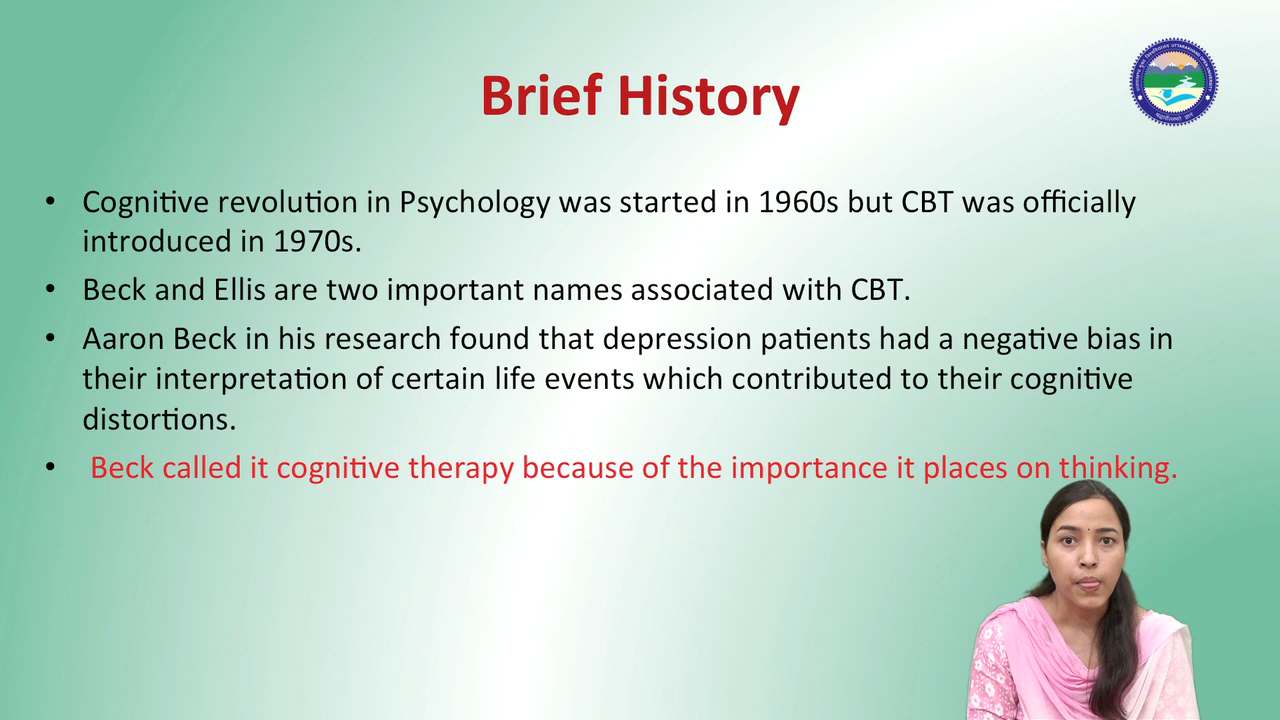 Brief History
• Cognitive revolution in Psychology was started in 1960s but CBT was officially
introduced in 1970s.
• Beck and Ellis are two important names associated with CBT.
• Aaron Beck in his research found that depression patients had a negative bias in
their interpretation of certain life events which contributed to their cognitive
distortions.
• Beck called it cognitive therapy because of the importance it places on thinking.